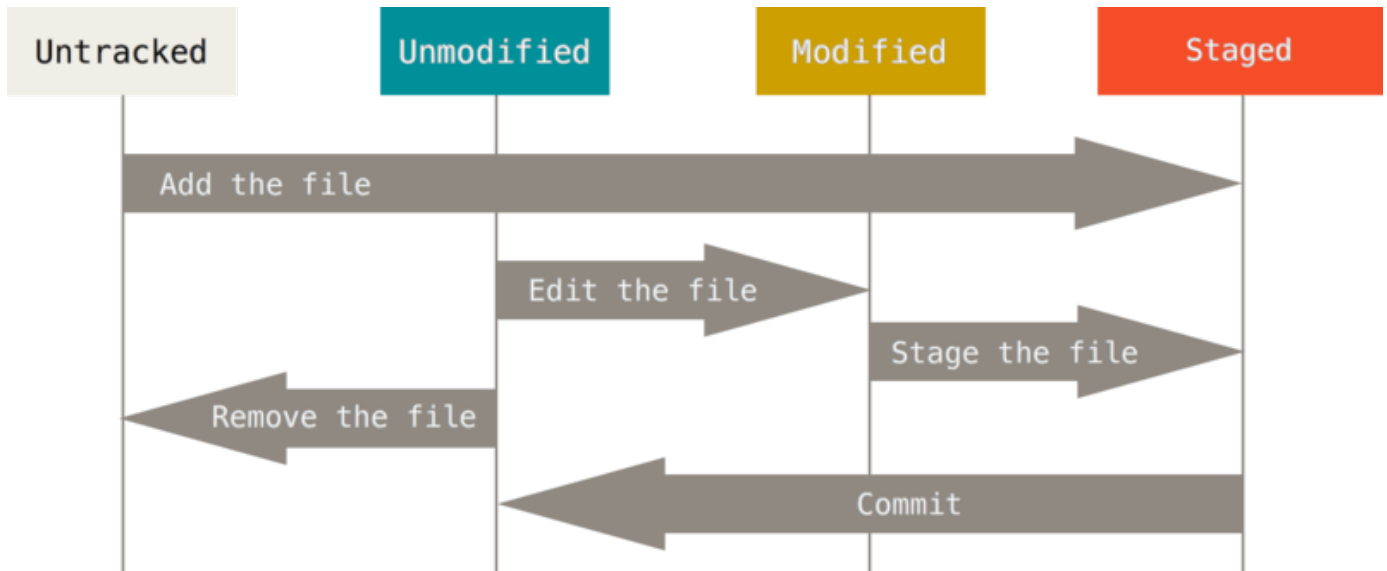 Untracked
Unmodified
Modified
Staged
Add the file
Edit the file
Stage the file
Remove the file
Commit